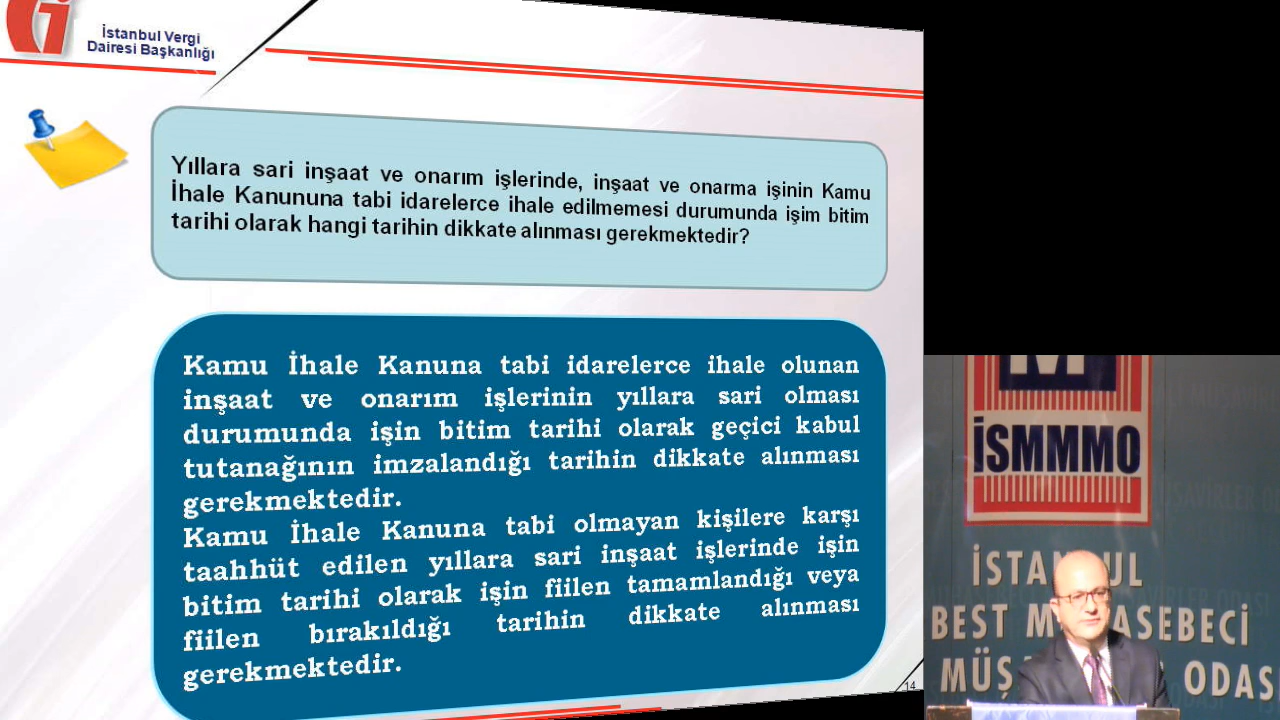 İstanbul Vergi
Dairesi Başkanlığı
Yıllara sari inşaat ve onarım işlerinde, inşaat ve onarma işinin Kamu
İhale Kanununa tabi idarelerce ihale edilmemesi durumunda işim bitim
tarihi olarak hangi tarihin dikkate alınması gerekmektedir?
Kamu İhale Kanuna tabi idarelerce ihale olunan
inşaat ve onarım işlerinin yıllara sari olması
durumunda işin bitim tarihi olarak geçici kabul
tutanağının imzalandığı tarihin dikkate alınması
gerekmektedir.
Kamu İhale Kanuna tabi olmayan kişilere karşı
taahhüt edilen yıllara sari inşaat işlerinde işin
bitim tarihi olarak işin fiilen tamamlandığı veya
fiilen bırakıldığı tarihin dikkate alınması
gerekmektedir.
14
M
İSMMMO
İSTA UL
BEST M ASEBECİ
MÜŞ ODAS